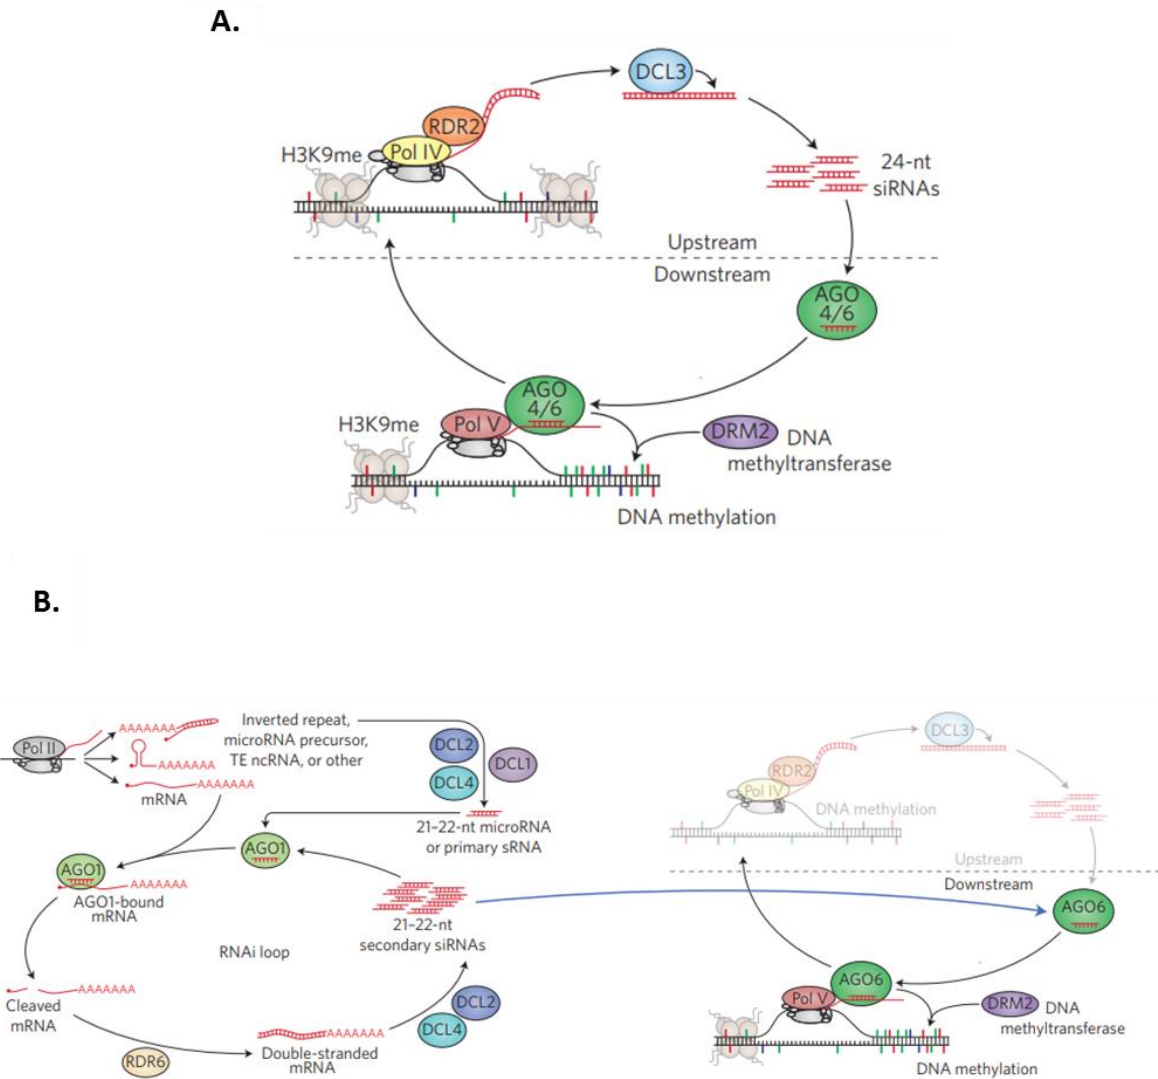 A.
DCL3
RDR2
Pol IV
H3K9me
24-nt
siRNAs
Upstream
Downstream
AGO
4/6
AGO
4/6
Pol V
H3K9me
DRM2
DNA
methyltransferase
DNA methylation
B.
Pol II
AAAAAAA
AAAAAAA
AAAAAAA
mRNA
Inverted repeat,
microRNA precursor,
TE ncRNA, or other
DCL2
DCL4
DCL1
21–22-nt microRNA
or primary sRNA
AGO1
AGO1
AAAAAAA
AGO1-bound
mRNA
21–22-nt
secondary siRNAs
RNAi loop
AAAAAAA
Cleaved
mRNA
RDR6
AAAAAAA
Double-stranded
mRNA
DCL2
DCL4
DCL3
RDR2
Pol IV
DNA methylation
Upstream
Downstream
AGO6
AGO6
Pol V
DRM2
DNA
methyltransferase
DNA methylation